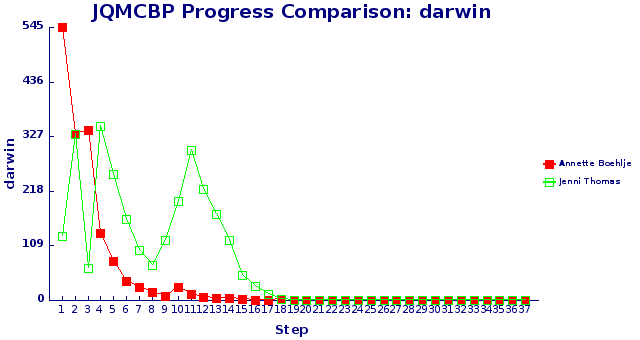 JQMCBP Progress Comparison: darwin
545
436
327
218
109
0
darwin
1 2 3 4 5 6 7 8 9 10 11 12 13 14 15 16 17 18 19 20 21 22 23 24 25 26 27 28 29 30 31 32 33 34 35 36 37
Step
Annette Boehlje
Jenni Thomas